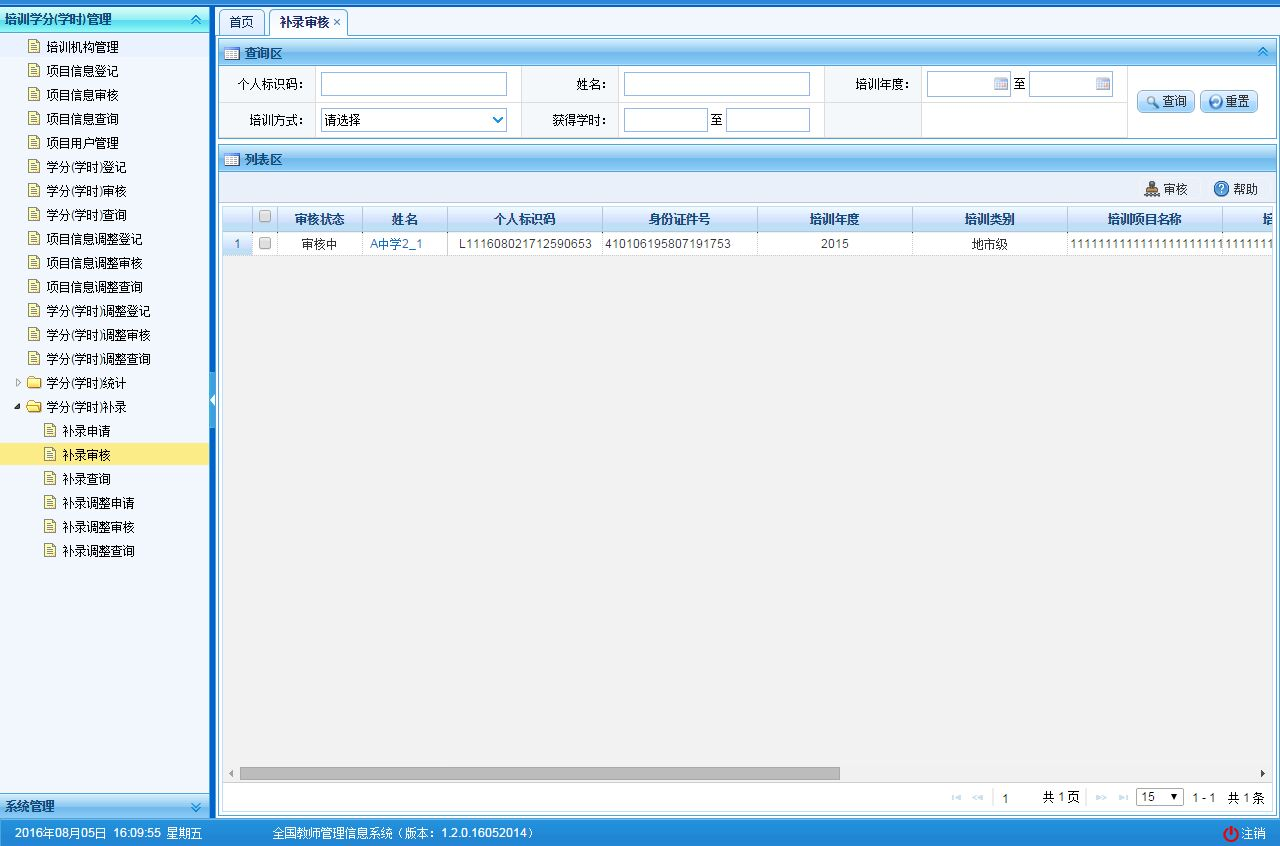 培训学分(学时)管理
培训机构管理
项目信息登记
项目信息审核
项目信息查询
项目用户管理
学分(学时)登记
学分(学时)审核
学分(学时)查询
项目信息调整登记
项目信息调整审核
项目信息调整查询
学分(学时)调整登记
学分(学时)调整审核
学分(学时)调整查询
学分(学时)统计
学分(学时)补录
补录申请
补录审核
补录查询
补录调整申请
补录调整审核
补录调整查询
系统管理
首页 补录审核 ×
查询区
个人标识码： 姓名： 培训年度： 至
查询 重置
培训方式： 请选择 获得学时： 至
列表区
审核 帮助
审核状态 姓名 个人标识码 身份证件号 培训年度 培训类别 培训项目名称
1 审核中 A中学2_1 L111608021712590653 410106195807191753 2015 地市级
1 共 1 页 15 1 - 1 共 1 条
2016年08月05日 16:09:55 星期五 全国教师管理信息系统（版本：1.2.0.16052014） 注销